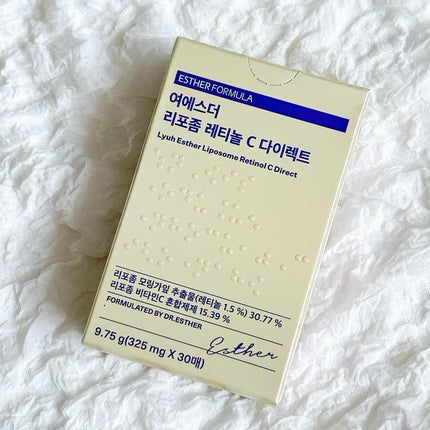 ESTHER FORMULA
여에스더
리포좀 레티놀 C 다이렉트
Lyuh Esther Liposome Retinol C Direct
리포좀 모링가잎 추출물(레티놀 1.5 %) 30.77 %
리포좀 비타민C 혼합제제 15.39 %
FORMULATED BY DR.ESTHER
9.75 g(325 mg X 30매)
Esther